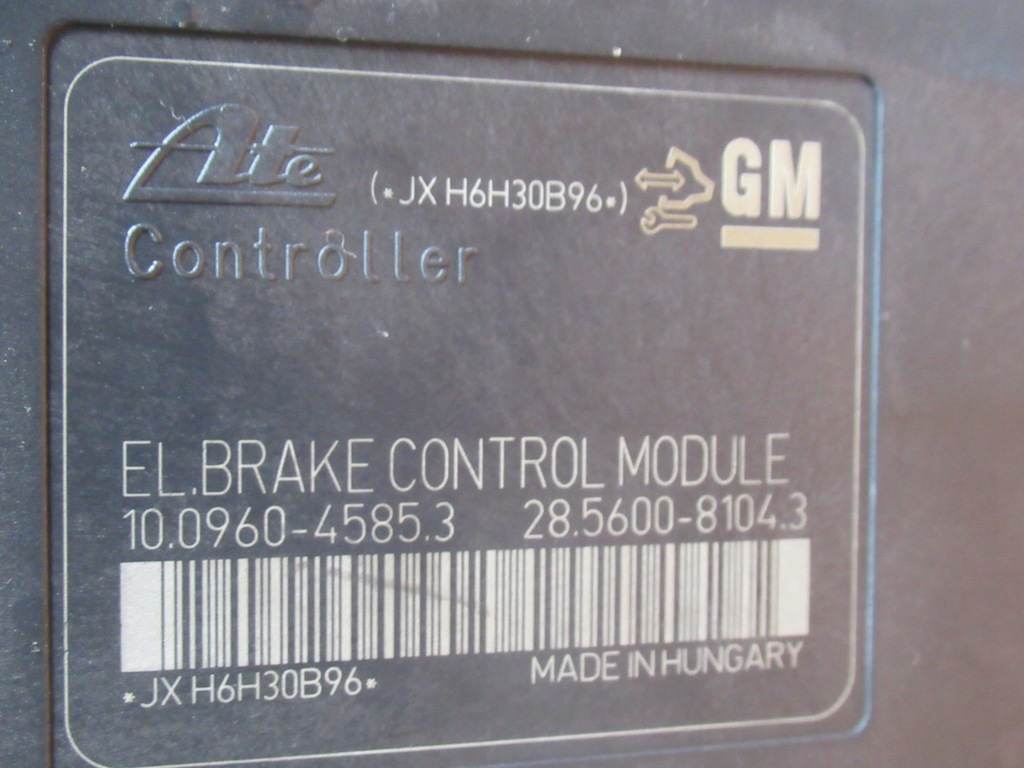 Ate (*JX H6H30B96*) GM
Controller
EL.BRAKE CONTROL MODULE
10.0960-4585.3 28.5600-8104.3
*JX H6H30B96* MADE IN HUNGARY